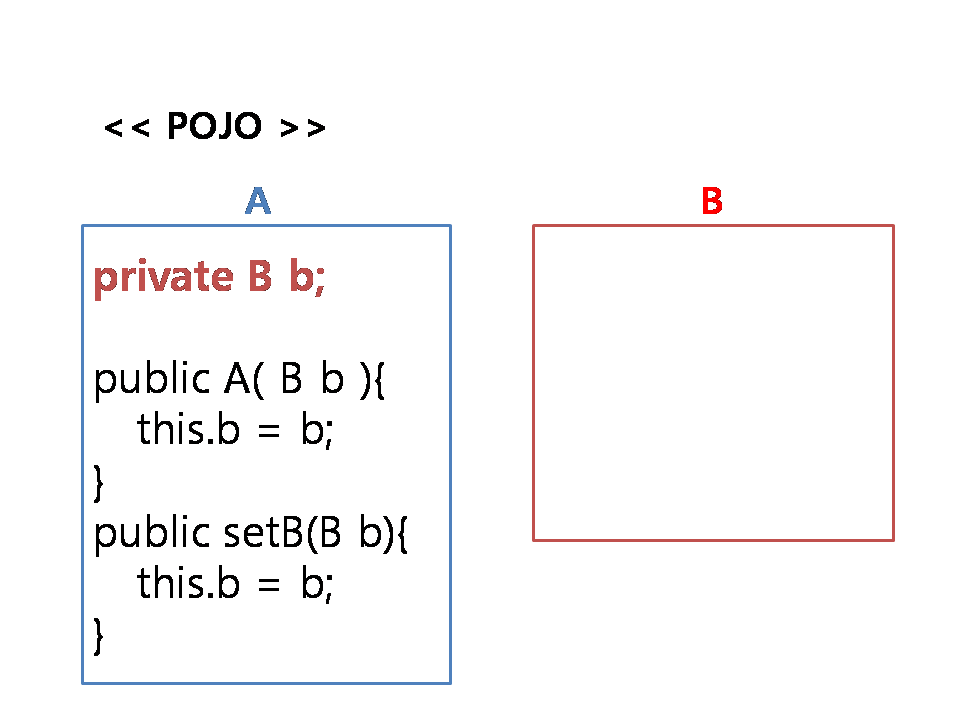 << POJO >>
A
private B b;
public A( B b ){
this.b = b;
}
public setB(B b){
this.b = b;
}
B